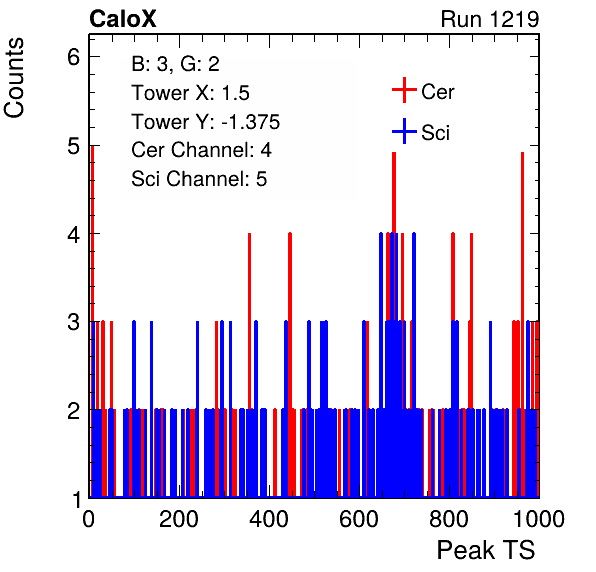 CaloX Run 1219
Counts
B: 3, G: 2
Tower X: 1.5
Tower Y: -1.375
Cer Channel: 4
Sci Channel: 5
Cer
Sci
6
5
4
3
2
1
0 200 400 600 800 1000
Peak TS